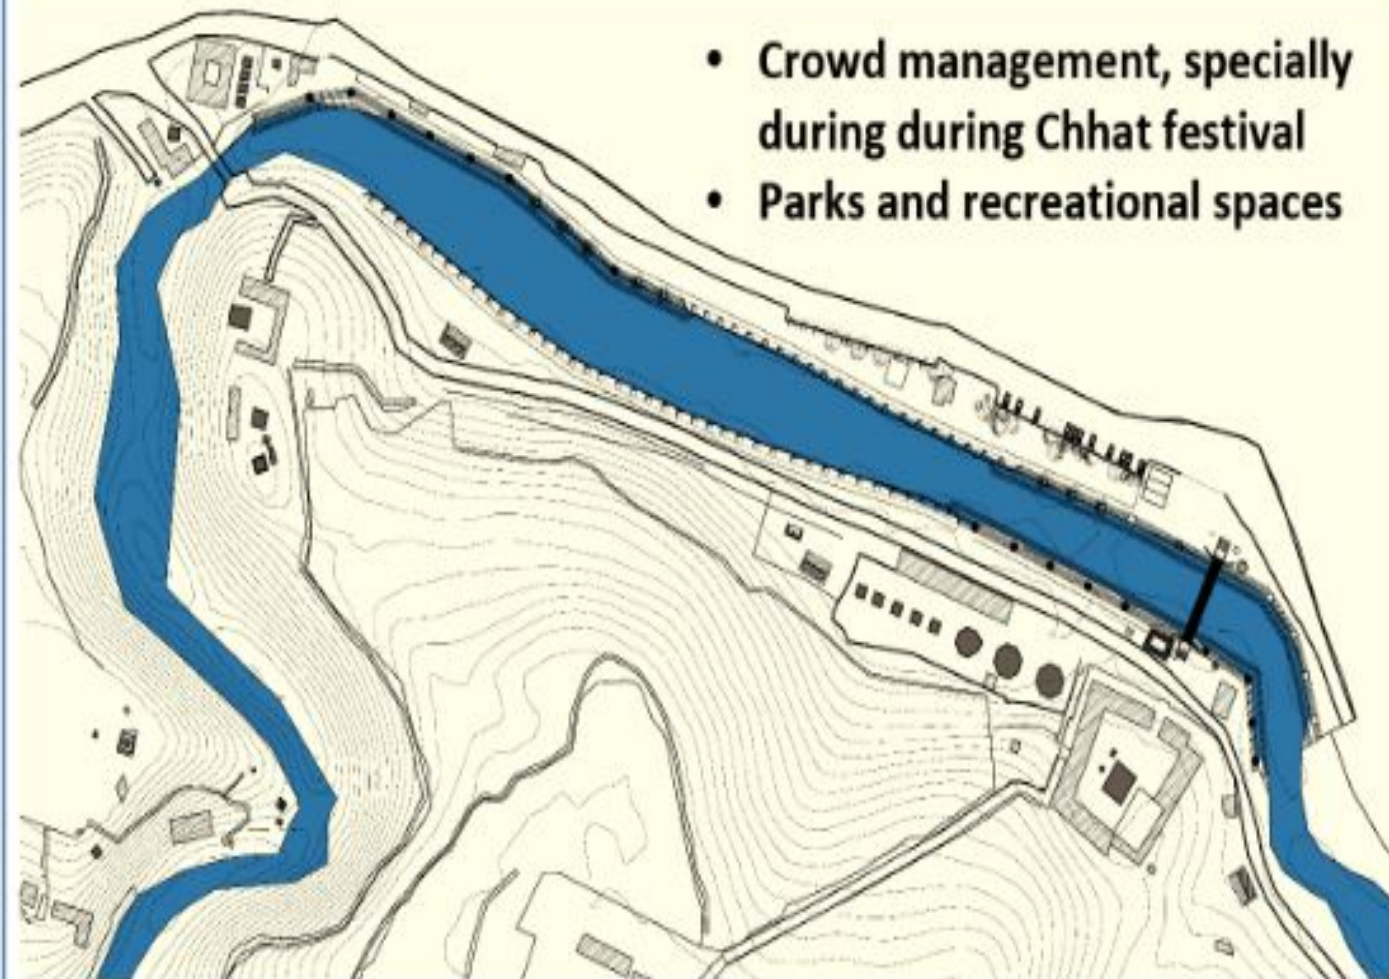 • Crowd management, specially
during during Chhat festival
• Parks and recreational spaces